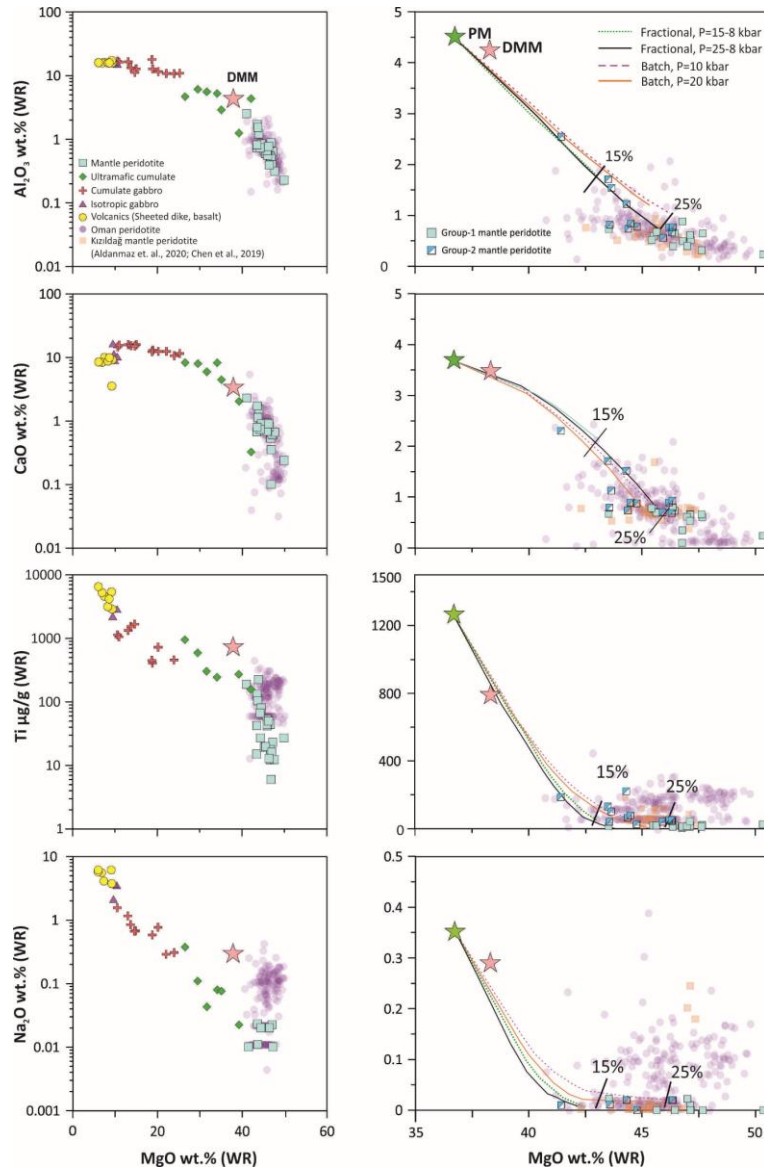 Al₂O₃ wt.% (WR)
100
10
1
0.1
0.01
0
20
40
60
DMM
Mantle peridotite
Ultramafic cumulate
Cumulate gabbro
Isotropic gabbro
Volcanics (Sheeted dike, basalt)
Oman peridotite
Kızıldağ mantle peridotite
(Aldanmaz et. al., 2020; Chen et al., 2019)
5
4
3
2
1
0
PM
DMM
Fractional, P=15-8 kbar
Fractional, P=25-8 kbar
Batch, P=10 kbar
Batch, P=20 kbar
15%
25%
Group-1 mantle peridotite
Group-2 mantle peridotite
CaO wt.% (WR)
100
10
1
0.1
0.01
5
4
3
2
1
0
15%
25%
Ti µg/g (WR)
10000
1000
100
10
1
1500
1200
800
400
0
15%
25%
Na₂O wt.% (WR)
10
1
0.1
0.01
0.001
0
20
40
60
MgO wt.% (WR)
0.5
0.4
0.3
0.2
0.1
0
15%
25%
35
40
45
50
MgO wt.% (WR)